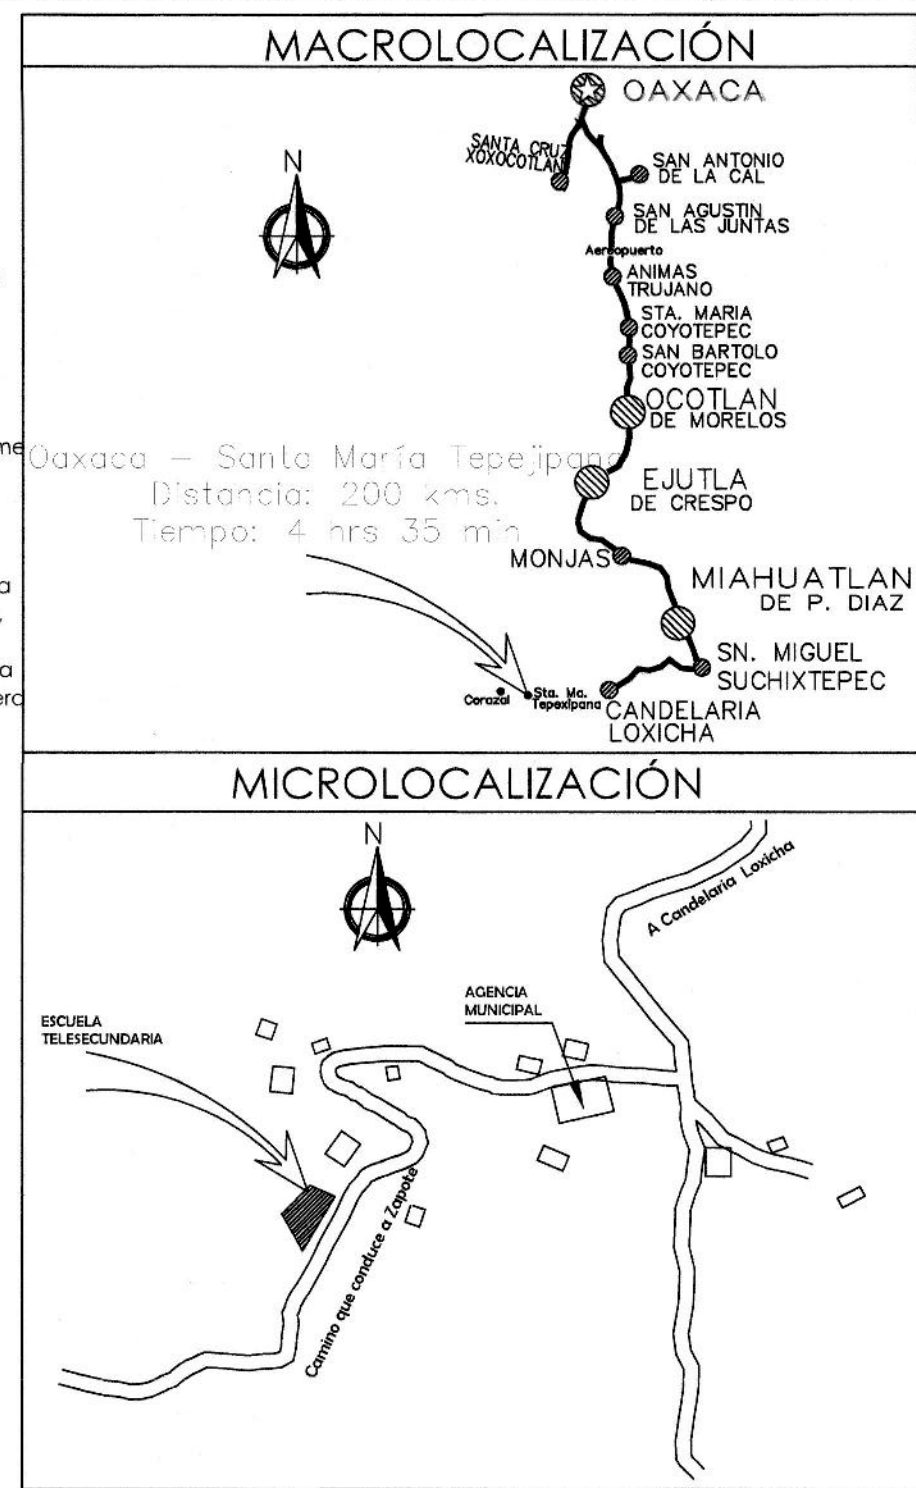 MACROLOCALIZACIÓN
OAXACA
N
SANTA CRUZ
XOXOCOTLAN
SAN ANTONIO
DE LA CAL
SAN AGUSTIN
DE LAS JUNTAS
Aereopuerto
ANIMAS
TRUJANO
STA. MARIA
COYOTEPEC
SAN BARTOLO
COYOTEPEC
OCOTLAN
DE MORELOS
Oaxaca — Santa María Tepejipana
Distancia: 200 kms.
Tiempo: 4 hrs 35 min
EJUTLA
DE CRESPO
MONJAS
MIAHUATLAN
DE P. DIAZ
SN. MIGUEL
SUCHIXTEPEC
Corazal
Sta. Ma.
Tepexipana
CANDELARIA
LOXICHA
MICROLOCALIZACIÓN
N
A Candelaria Loxicha
AGENCIA
MUNICIPAL
ESCUELA
TELESECUNDARIA
Camino que conduce a Zapote